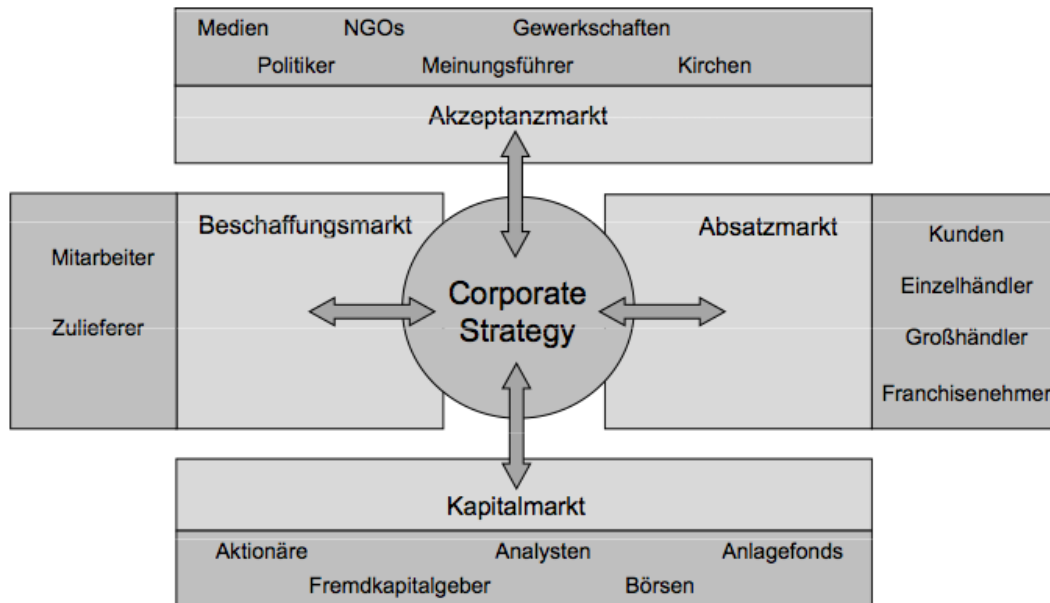 Medien NGOs Gewerkschaften
Politiker Meinungsführer Kirchen
Akzeptanzmarkt
Beschaffungsmarkt
Mitarbeiter
Zulieferer
Corporate
Strategy
Absatzmarkt
Kunden
Einzelhändler
Großhändler
Franchisenehmer
Kapitalmarkt
Aktionäre Analysten Anlagefonds
Fremdkapitalgeber Börsen